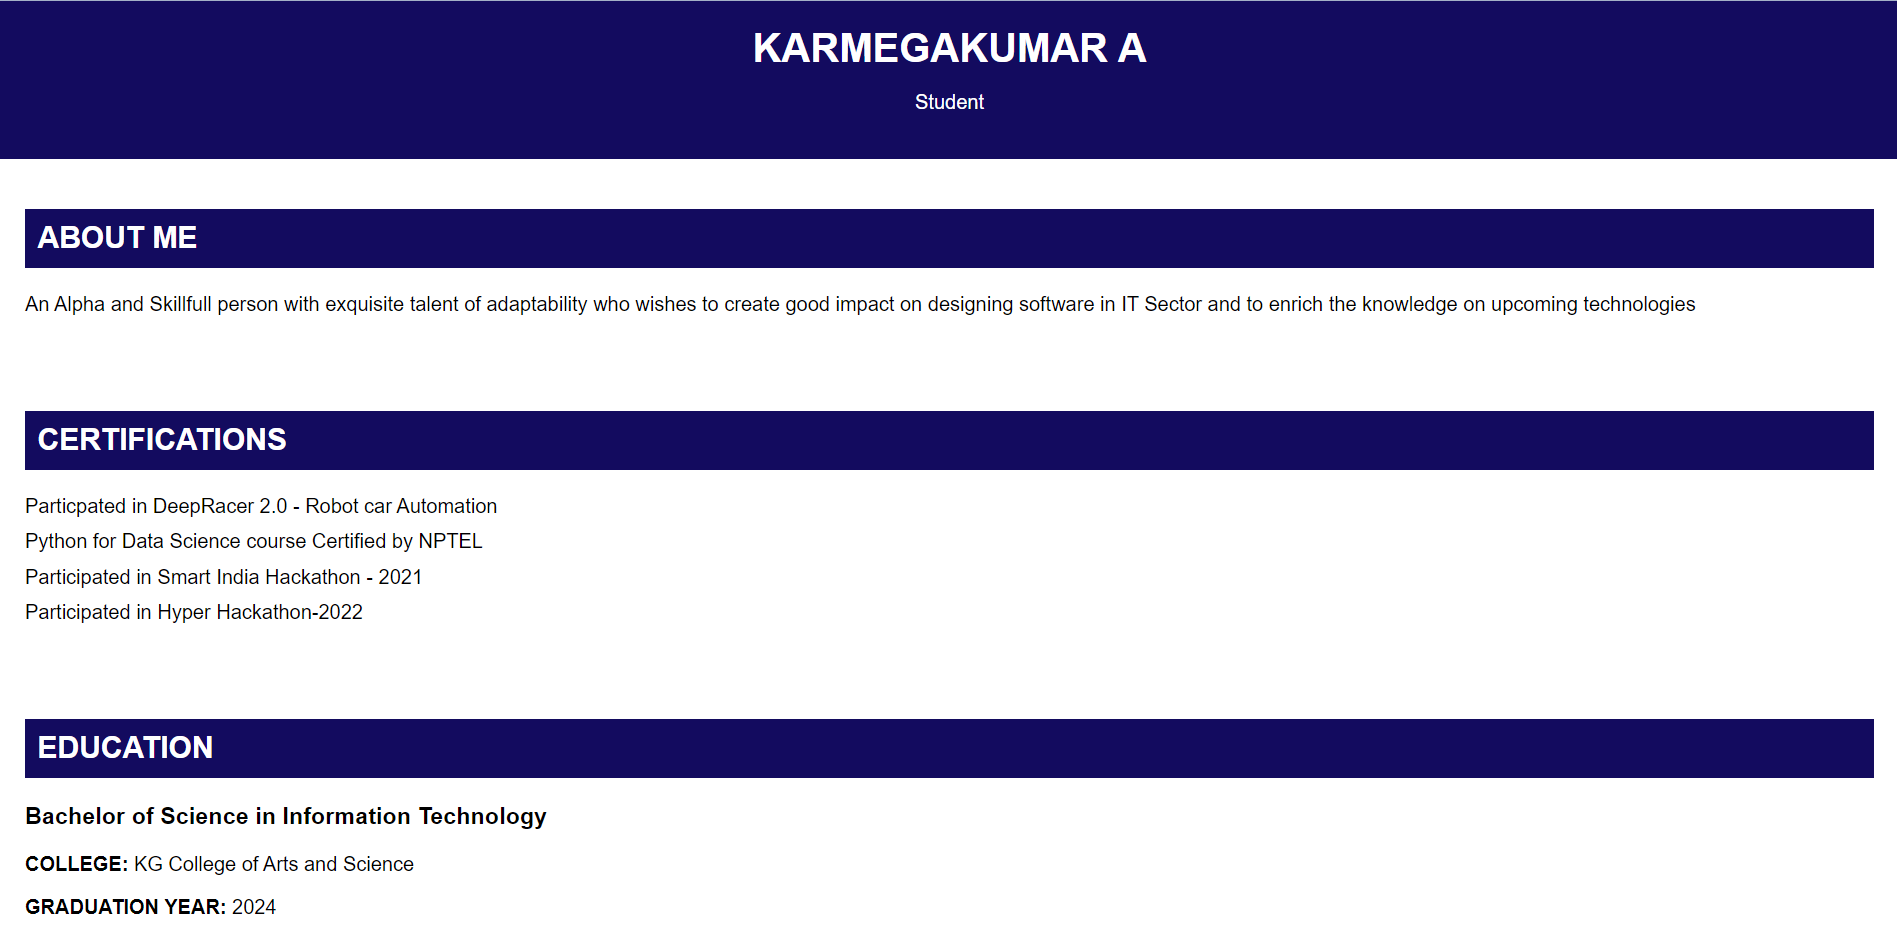 KARMEGAKUMAR A
Student
ABOUT ME
An Alpha and Skillfull person with exquisite talent of adaptability who wishes to create good impact on designing software in IT Sector and to enrich the knowledge on upcoming technologies
CERTIFICATIONS
Particpated in DeepRacer 2.0 - Robot car Automation
Python for Data Science course Certified by NPTEL
Participated in Smart India Hackathon - 2021
Participated in Hyper Hackathon-2022
EDUCATION
Bachelor of Science in Information Technology
COLLEGE: KG College of Arts and Science
GRADUATION YEAR: 2024